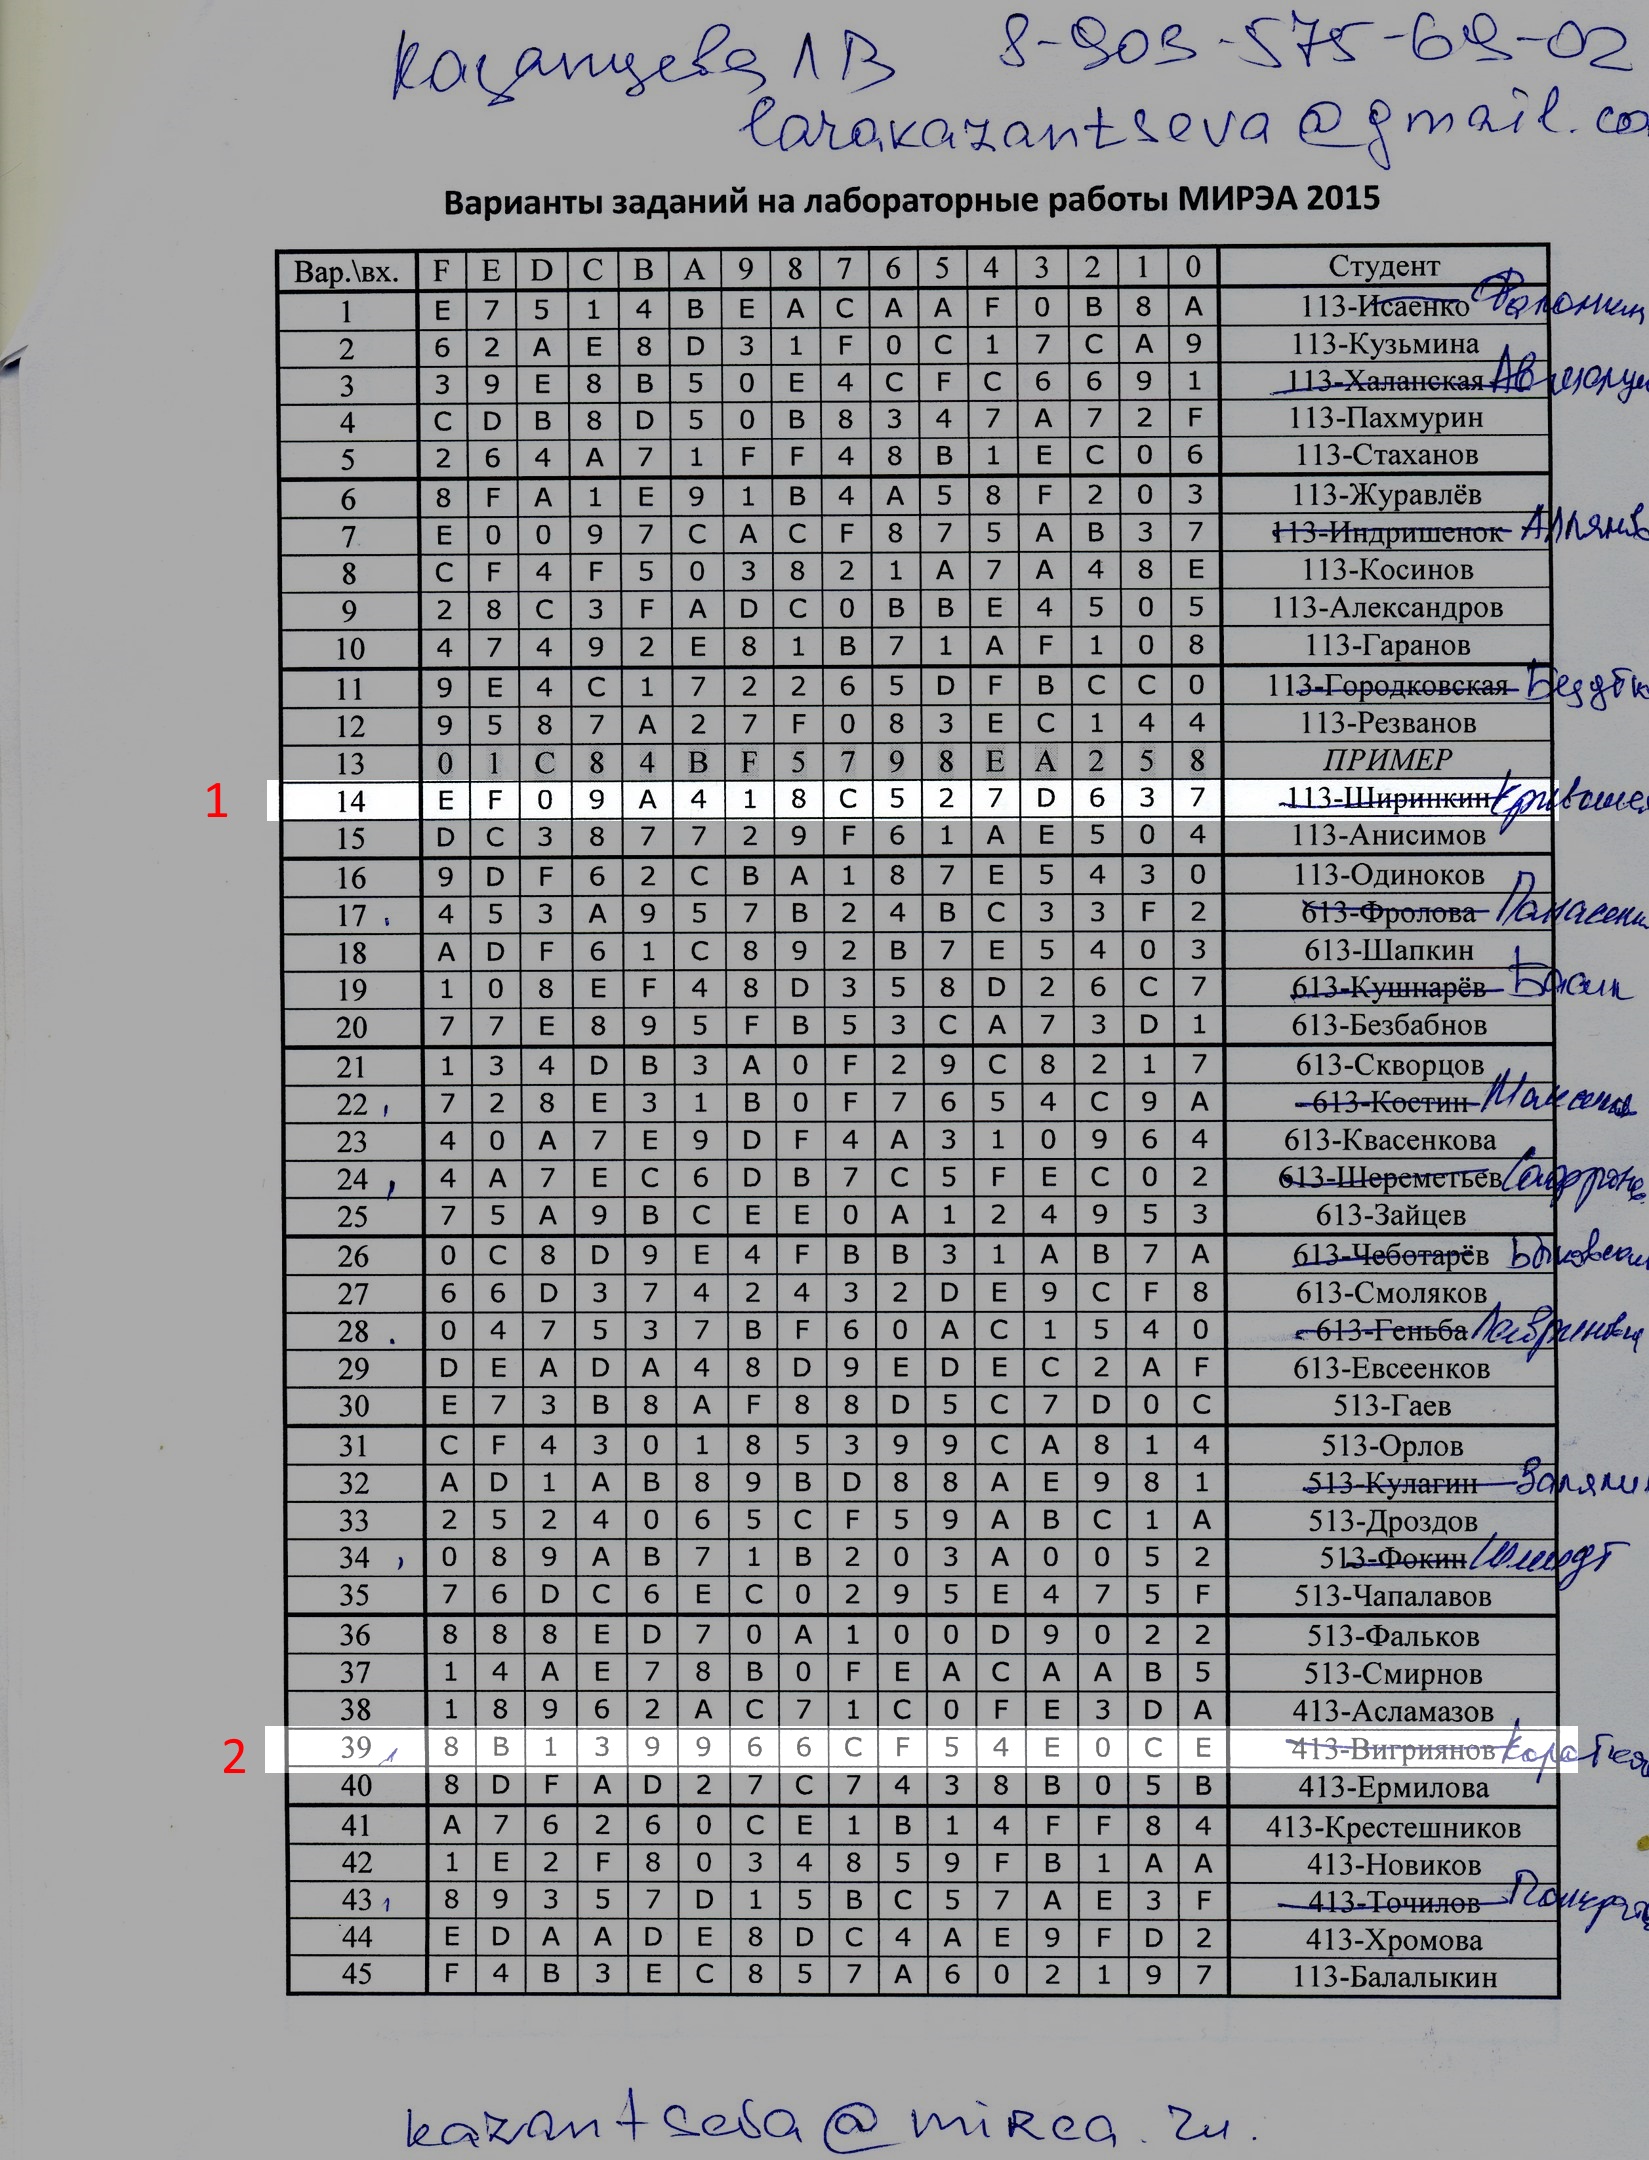 Казанцева Л В 8-903-575-69-02
larakazantseva@gmail.co
Варианты заданий на лабораторные работы МИРЭА 2015
Вар.\вх. F E D C B A 9 8 7 6 5 4 3 2 1 0 Студент
1 E 7 5 1 4 B E A C A A F 0 B 8 A 113-Исаенко
2 6 2 A E 8 D 3 1 F 0 C 1 7 C A 9 113-Кузьмина
3 3 9 E 8 B 5 0 E 4 C F C 6 6 9 1 113-Халанская
4 C D B 8 D 5 0 B 8 3 4 7 A 7 2 F 113-Пахмурин
5 2 6 4 A 7 1 F F 4 8 B 1 E C 0 6 113-Стаханов
6 8 F A 1 E 9 1 B 4 A 5 8 F 2 0 3 113-Журавлёв
7 E 0 0 9 7 C A C F 8 7 5 A B 3 7 113-Индришенок
8 C F 4 F 5 0 3 8 2 1 A 7 A 4 8 E 113-Косинов
9 2 8 C 3 F A D C 0 B B E 4 5 0 5 113-Александров
10 4 7 4 9 2 E 8 1 B 7 1 A F 1 0 8 113-Гаранов
11 9 E 4 C 1 7 2 2 6 5 D F B C C 0 113-Городковская
12 9 5 8 7 A 2 7 F 0 8 3 E C 1 4 4 113-Резванов
13 0 1 C 8 4 B F 5 7 9 8 E A 2 5 8 ПРИМЕР
1 14 E F 0 9 A 4 1 8 C 5 2 7 D 6 3 7 113-Ширинкин
15 D C 3 8 7 7 2 9 F 6 1 A E 5 0 4 113-Анисимов
16 9 D F 6 2 C B A 1 8 7 E 5 4 3 0 113-Одиноков
17 4 5 3 A 9 5 7 B 2 4 B C 3 3 F 2 613-Фролова
18 A D F 6 1 C 8 9 2 B 7 E 5 4 0 3 613-Шапкин
19 1 0 8 E F 4 8 D 3 5 8 D 2 6 C 7 613-Кушнарёв
20 7 7 E 8 9 5 F B 5 3 C A 7 3 D 1 613-Безбабнов
21 1 3 4 D B 3 A 0 F 2 9 C 8 2 1 7 613-Скворцов
22 7 2 8 E 3 1 B 0 F 7 6 5 4 C 9 A 613-Костин
23 4 0 A 7 E 9 D F 4 A 3 1 0 9 6 4 613-Квасенкова
24 4 A 7 E C 6 D B 7 C 5 F E C 0 2 613-Шереметьев
25 7 5 A 9 B C E E 0 A 1 2 4 9 5 3 613-Зайцев
26 0 C 8 D 9 E 4 F B B 3 1 A B 7 A 613-Чеботарёв
27 6 6 D 3 7 4 2 4 3 2 D E 9 C F 8 613-Смоляков
28 0 4 7 5 3 7 B F 6 0 A C 1 5 4 0 613-Геньба
29 D E A D A 4 8 D 9 E D E C 2 A F 613-Евсеенков
30 E 7 3 B 8 A F 8 8 D 5 C 7 D 0 C 513-Гаев
31 C F 4 3 0 1 8 5 3 9 9 C A 8 1 4 513-Орлов
32 A D 1 A B 8 9 B D 8 8 A E 9 8 1 513-Кулагин
33 2 5 2 4 0 6 5 C F 5 9 A B C 1 A 513-Дроздов
34 0 8 9 A B 7 1 B 2 0 3 A 0 0 5 2 513-Фокин
35 7 6 D C 6 E C 0 2 9 5 E 4 7 5 F 513-Чапалавов
36 8 8 8 E D 7 0 A 1 0 0 D 9 0 2 2 513-Фальков
37 1 4 A E 7 8 B 0 F E A C A A B 5 513-Смирнов
38 1 8 9 6 2 A C 7 1 C 0 F E 3 D A 413-Асламазов
2 39 8 B 1 3 9 9 6 6 C F 5 4 E 0 C E 413-Вигриянов
40 8 D F A D 2 7 C 7 4 3 8 B 0 5 B 413-Ермилова
41 A 7 6 2 6 0 C E 1 B 1 4 F F 8 4 413-Крестешников
42 1 E 2 F 8 0 3 4 8 5 9 F B 1 A A 413-Новиков
43 8 9 3 5 7 D 1 5 B C 5 7 A E 3 F 413-Точилов
44 E D A A D E 8 D C 4 A E 9 F D 2 413-Хромова
45 F 4 B 3 E C 8 5 7 A 6 0 2 1 9 7 113-Балалыкин
kazantseva@mirea.ru.